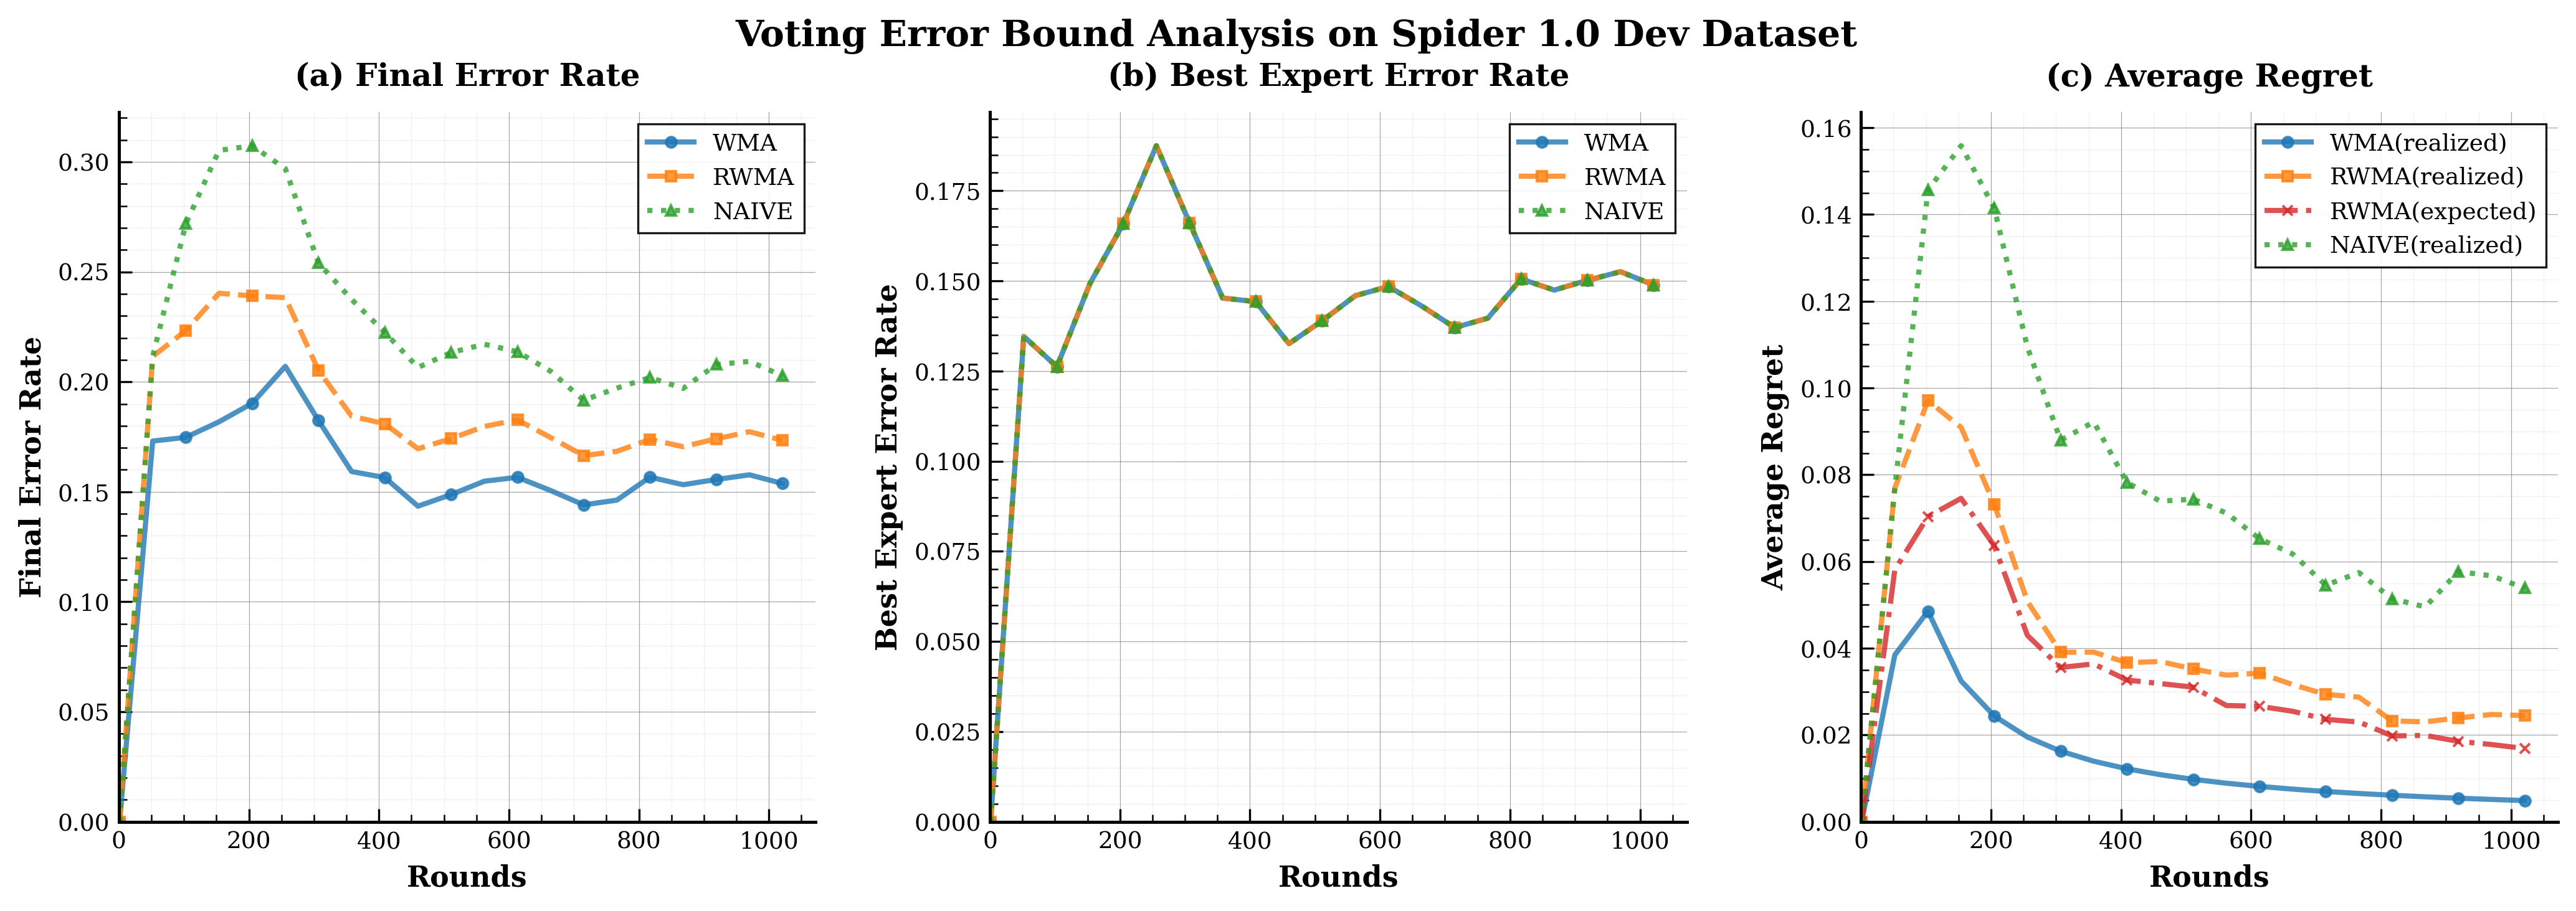 Voting Error Bound Analysis on Spider 1.0 Dev Dataset
(a) Final Error Rate
Final Error Rate
0.30
0.25
0.20
0.15
0.10
0.05
0.00
0 200 400 600 800 1000
Rounds
WMA
RWMA
NAIVE
(b) Best Expert Error Rate
Best Expert Error Rate
0.175
0.150
0.125
0.100
0.075
0.050
0.025
0.000
0 200 400 600 800 1000
Rounds
WMA
RWMA
NAIVE
(c) Average Regret
Average Regret
0.16
0.14
0.12
0.10
0.08
0.06
0.04
0.02
0.00
0 200 400 600 800 1000
Rounds
WMA(realized)
RWMA(realized)
RWMA(expected)
NAIVE(realized)